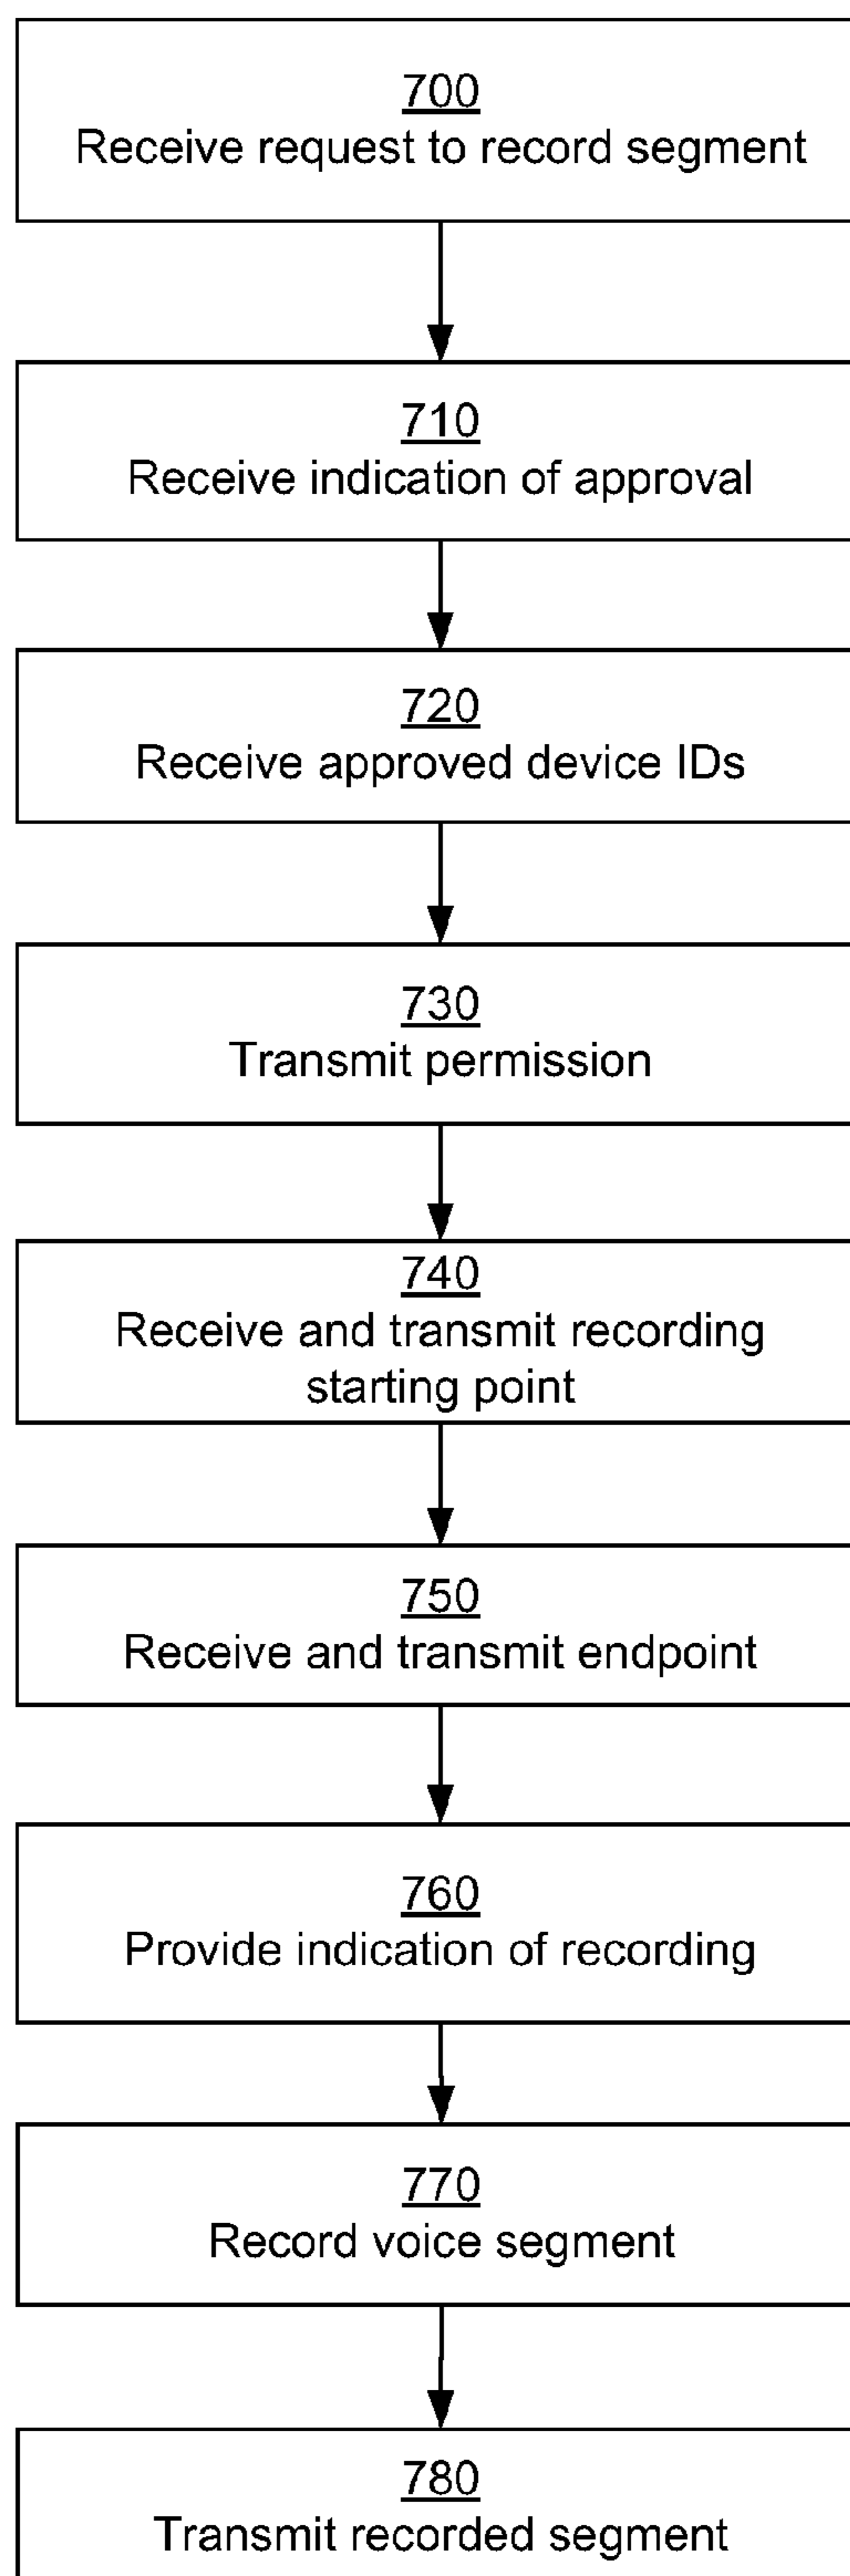 700
Receive request to record segment
710
Receive indication of approval
720
Receive approved device IDs
730
Transmit permission
740
Receive and transmit recording
starting point
750
Receive and transmit endpoint
760
Provide indication of recording
770
Record voice segment
780
Transmit recorded segment